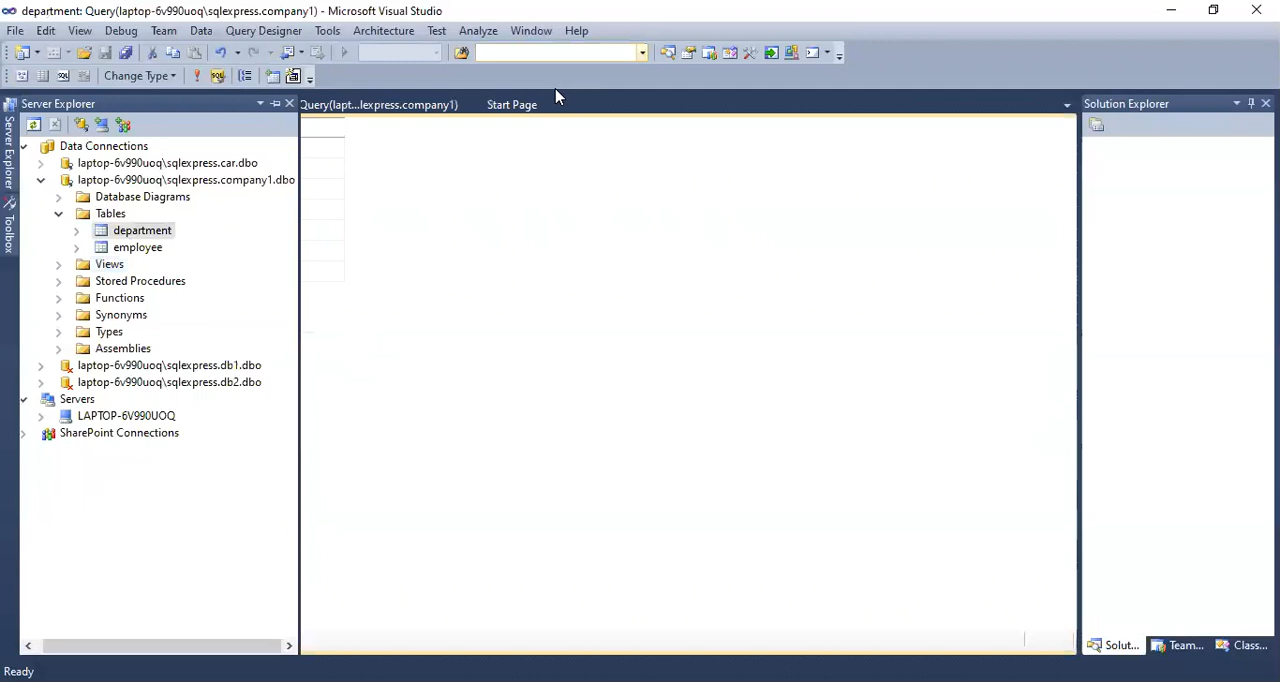 department: Query(laptop-6v990uoq\sqlexpress.company1) - Microsoft Visual Studio
File Edit View Debug Team Data Query Designer Tools Architecture Test Analyze Window Help
Change Type
Server Explorer
Query(lapt...lexpress.company1) Start Page
Solution Explorer
Server Explorer
Toolbox
Data Connections
laptop-6v990uoq\sqlexpress.car.dbo
laptop-6v990uoq\sqlexpress.company1.dbo
Database Diagrams
Tables
department
employee
Views
Stored Procedures
Functions
Synonyms
Types
Assemblies
laptop-6v990uoq\sqlexpress.db1.dbo
laptop-6v990uoq\sqlexpress.db2.dbo
Servers
LAPTOP-6V990UOQ
SharePoint Connections
Solut... Team... Class...
Ready